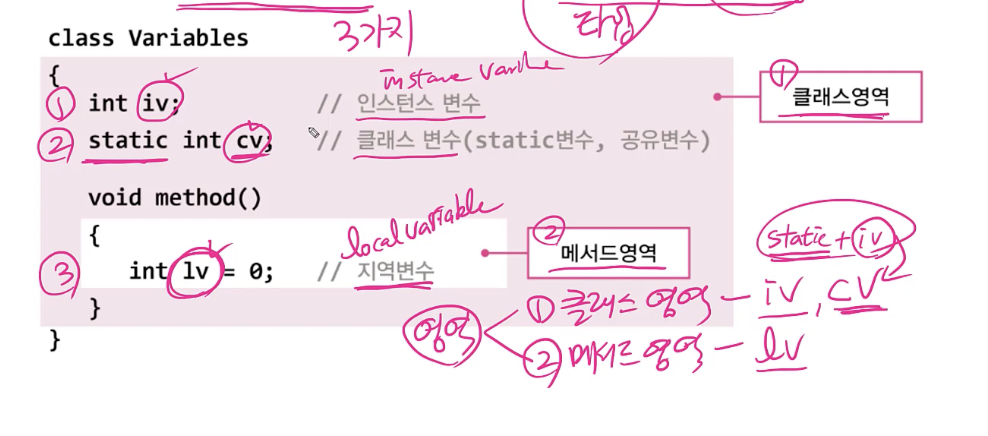 3가지
타입
class Variables
{
instance variable
① int iv; // 인스턴스 변수
① 클래스영역
② static int cv; // 클래스 변수(static변수, 공유변수)
void method()
local variable
{
② 메서드영역
static + iv
③ int lv = 0; // 지역변수
}
영역
① 클래스 영역 - iv, cv
② 메서드 영역 - lv
}